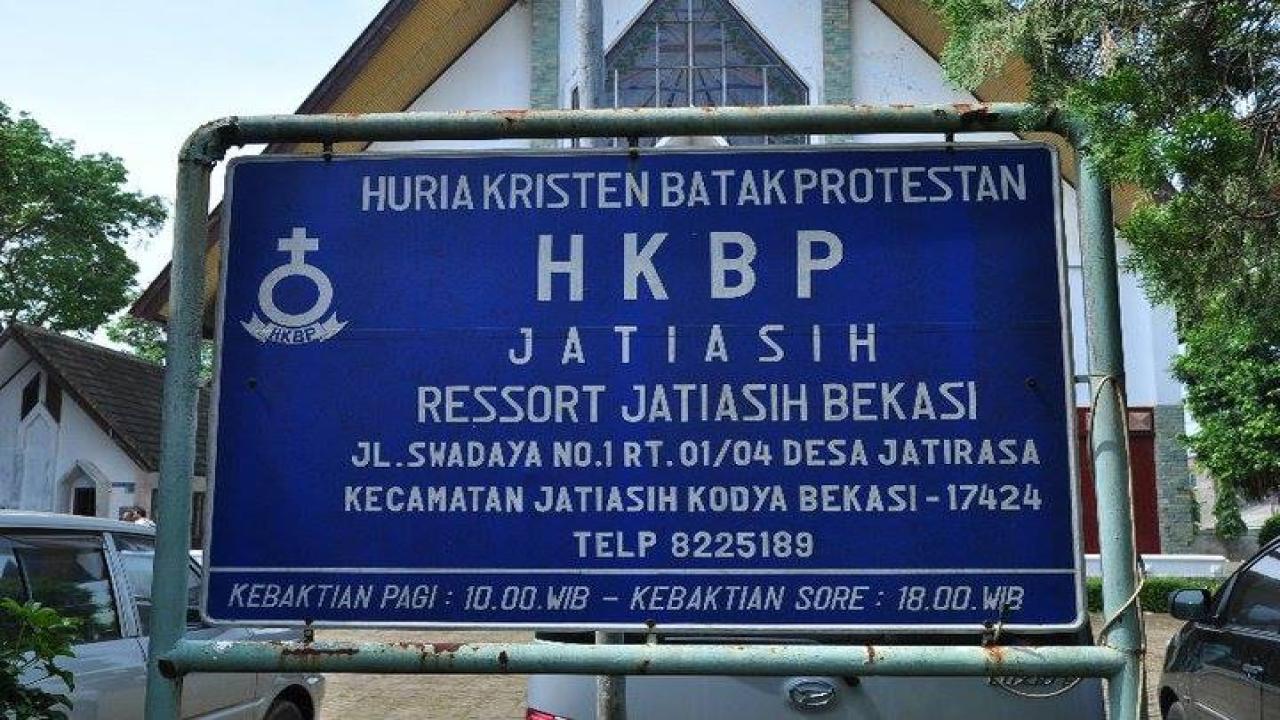 HURIA KRISTEN BATAK PROTESTAN
HKBP
HKBP
JATIASIH
RESSORT JATIASIH BEKASI
JL. SWADAYA NO.1 RT. 01/04 DESA JATIRASA
KECAMATAN JATIASIH KODYA BEKASI - 17424
TELP 8225189
KEBAKTIAN PAGI : 10.00.WIB - KEBAKTIAN SORE : 18.00.WIB